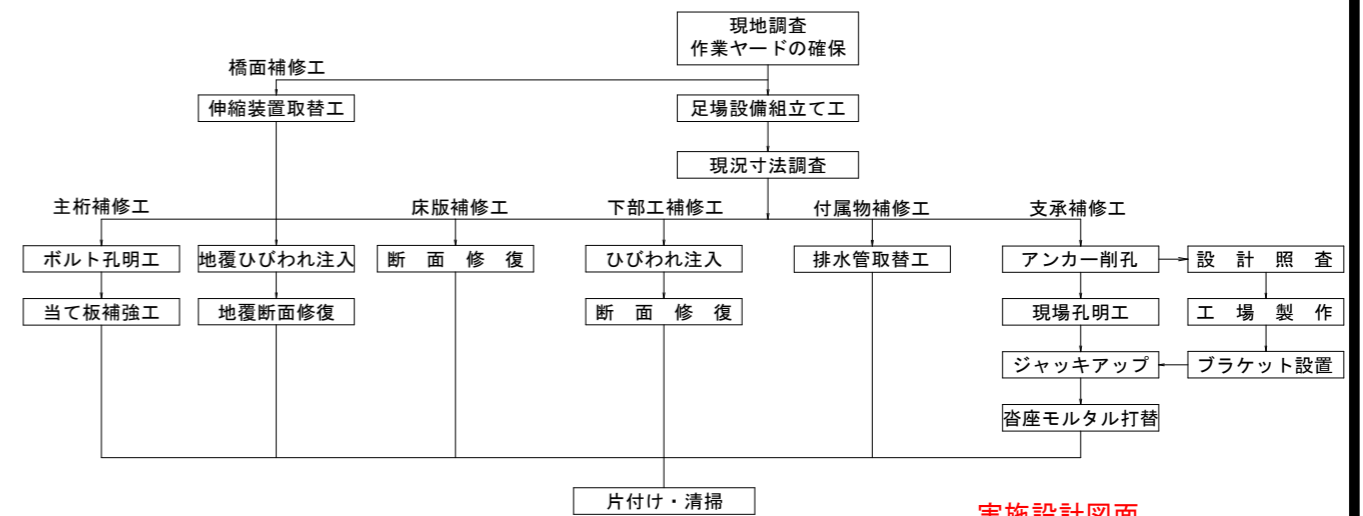 現地調査
作業ヤードの確保
橋面補修工
伸縮装置取替工
足場設備組立て工
現況寸法調査
主桁補修工
床版補修工
下部工補修工
付属物補修工
支承補修工
ボルト孔明工
地覆ひびわれ注入
断面修復
ひびわれ注入
排水管取替工
アンカー削孔
設計照査
当て板補強工
地覆断面修復
断面修復
現場孔明工
工場製作
ジャッキアップ
ブラケット設置
沓座モルタル打替
片付け・清掃
実施設計図面